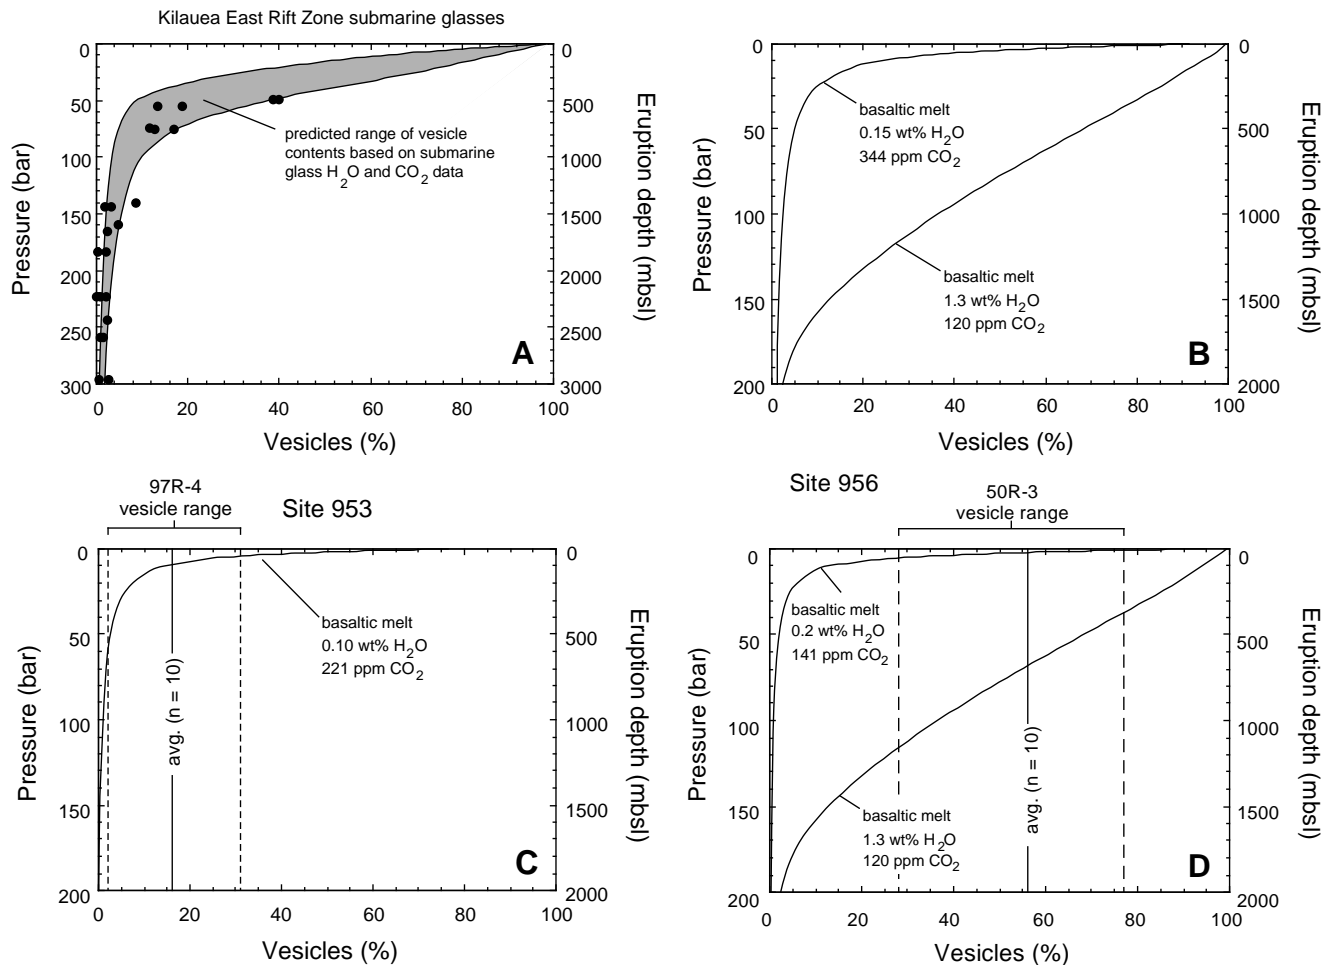 Kilauea East Rift Zone submarine glasses
0
50
100
150
200
250
300
Pressure (bar)
0
500
1000
1500
2000
2500
3000
Eruption depth (mbsl)
predicted range of vesicle
contents based on submarine
glass H2O and CO2 data
A
0 20 40 60 80 100
Vesicles (%)
0
50
100
150
200
Pressure (bar)
0
500
1000
1500
2000
Eruption depth (mbsl)
basaltic melt
0.15 wt% H2O
344 ppm CO2
basaltic melt
1.3 wt% H2O
120 ppm CO2
B
0 20 40 60 80 100
Vesicles (%)
97R-4
vesicle range
Site 953
0
50
100
150
200
Pressure (bar)
0
500
1000
1500
2000
Eruption depth (mbsl)
basaltic melt
0.10 wt% H2O
221 ppm CO2
avg. (n = 10)
C
0 20 40 60 80 100
Vesicles (%)
Site 956
50R-3
vesicle range
0
50
100
150
200
Pressure (bar)
0
500
1000
1500
2000
Eruption depth (mbsl)
basaltic melt
0.2 wt% H2O
141 ppm CO2
basaltic melt
1.3 wt% H2O
120 ppm CO2
avg. (n = 10)
D
0 20 40 60 80 100
Vesicles (%)